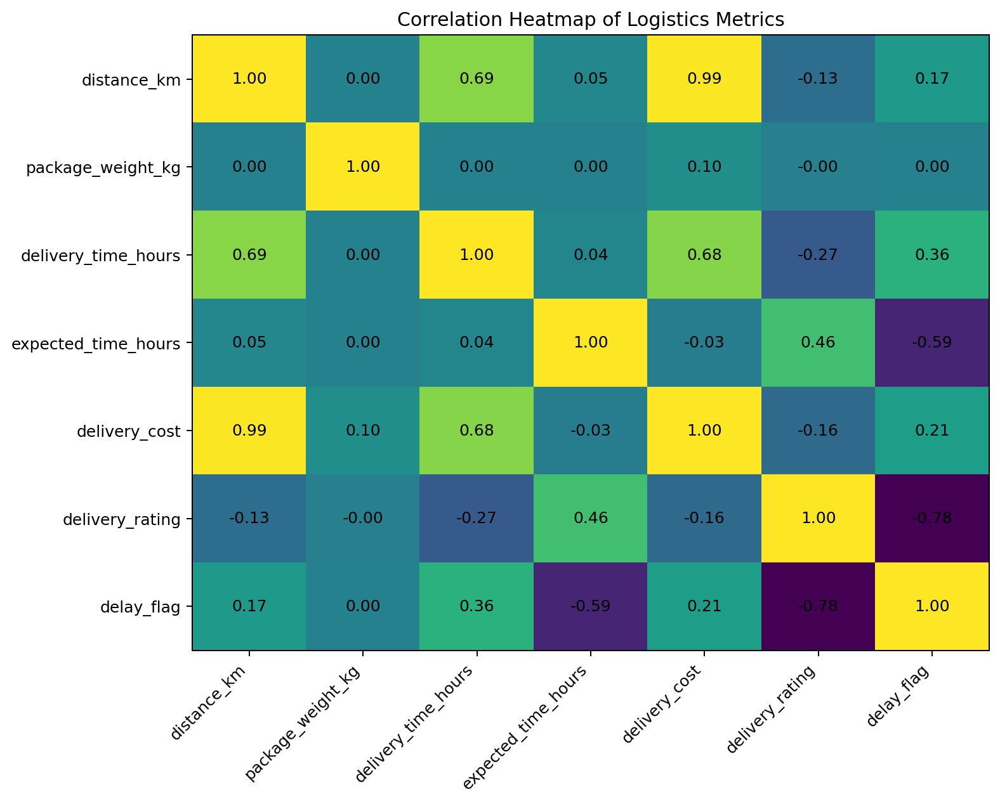 Correlation Heatmap of Logistics Metrics
distance_km 1.00 0.00 0.69 0.05 0.99 -0.13 0.17
package_weight_kg 0.00 1.00 0.00 0.00 0.10 -0.00 0.00
delivery_time_hours 0.69 0.00 1.00 0.04 0.68 -0.27 0.36
expected_time_hours 0.05 0.00 0.04 1.00 -0.03 0.46 -0.59
delivery_cost 0.99 0.10 0.68 -0.03 1.00 -0.16 0.21
delivery_rating -0.13 -0.00 -0.27 0.46 -0.16 1.00 -0.78
delay_flag 0.17 0.00 0.36 -0.59 0.21 -0.78 1.00
distance_km package_weight_kg delivery_time_hours expected_time_hours delivery_cost delivery_rating delay_flag